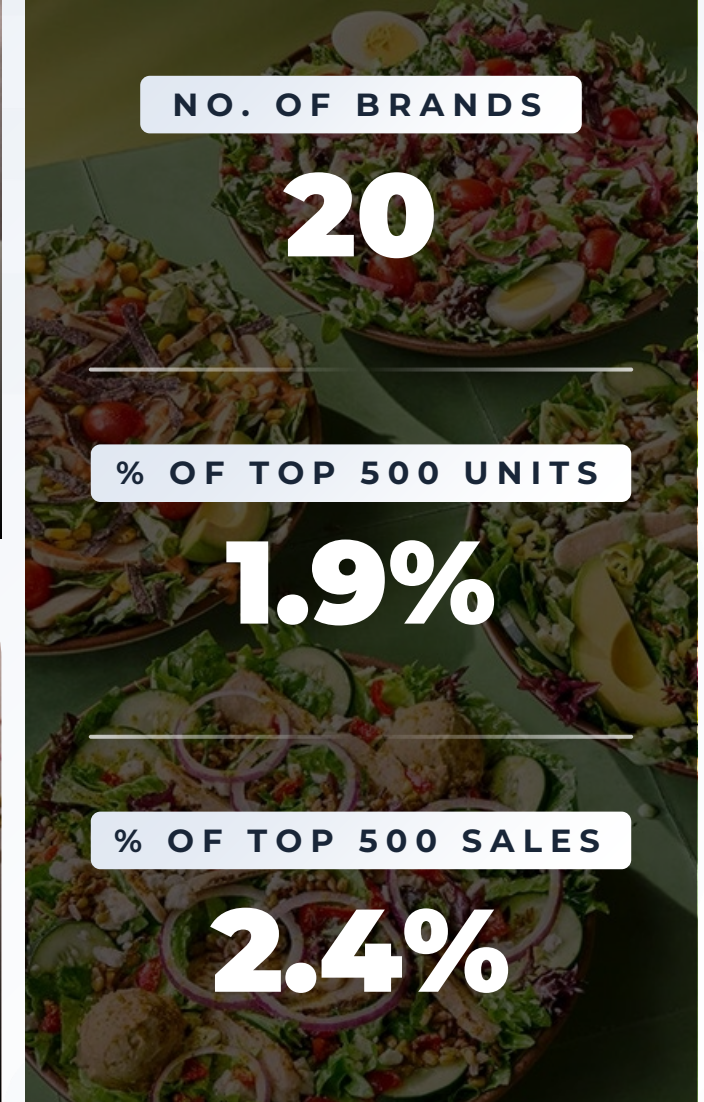 NO. OF BRANDS
20
% OF TOP 500 UNITS
1.9%
% OF TOP 500 SALES
2.4%